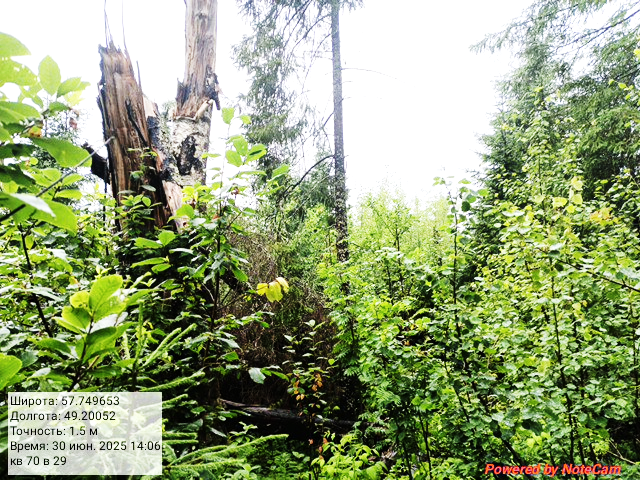 Широта: 57.749653
Долгота: 49.20052
Точность: 1.5 м
Время: 30 июн. 2025 14:06
кв 70 в 29
Powered by NoteCam